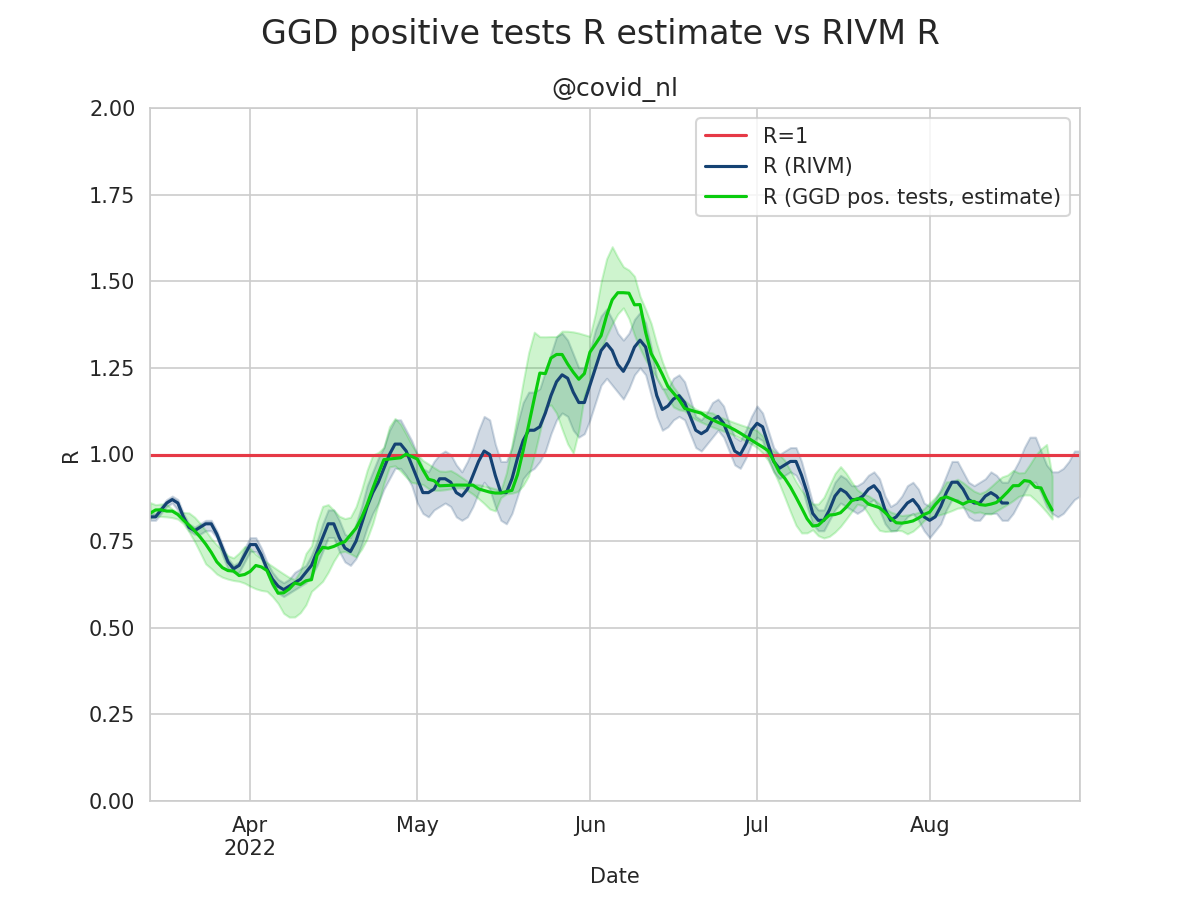 GGD positive tests R estimate vs RIVM R
@covid_nl
R=1
R (RIVM)
R (GGD pos. tests, estimate)
2.00
1.75
1.50
1.25
1.00
0.75
0.50
0.25
0.00
R
Apr
2022
May
Jun
Jul
Aug
Date